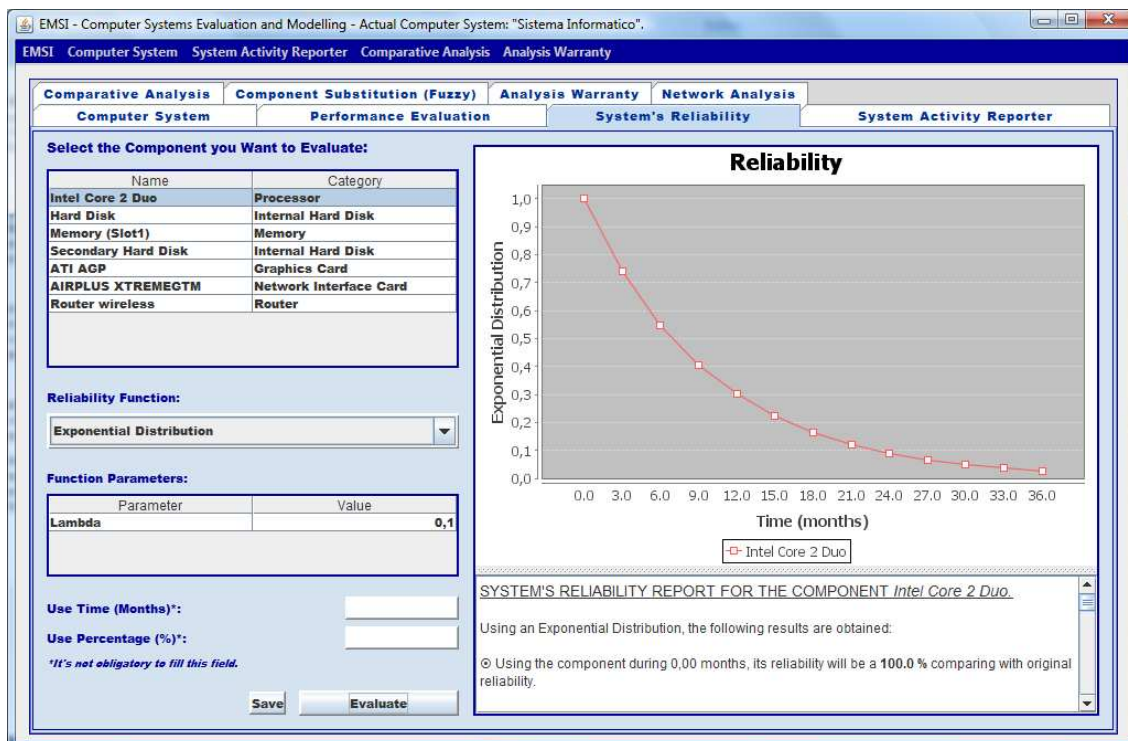 EMSI - Computer Systems Evaluation and Modelling - Actual Computer System: "Sistema Informatico".
EMSI Computer System System Activity Reporter Comparative Analysis Analysis Warranty
Comparative Analysis Component Substitution (Fuzzy) Analysis Warranty Network Analysis
Computer System Performance Evaluation System's Reliability System Activity Reporter
Select the Component you Want to Evaluate:
Name Category
Intel Core 2 Duo Processor
Hard Disk Internal Hard Disk
Memory (Slot1) Memory
Secondary Hard Disk Internal Hard Disk
ATI AGP Graphics Card
AIRPLUS XTREMEGTM Network Interface Card
Router wireless Router
Reliability Function:
Exponential Distribution
Function Parameters:
Parameter Value
Lambda 0,1
Use Time (Months)*:
Use Percentage (%)*:
*It's not obligatory to fill this field.
Save Evaluate
Reliability
Exponential Distribution
1,0
0,9
0,8
0,7
0,6
0,5
0,4
0,3
0,2
0,1
0,0
0.0 3.0 6.0 9.0 12.0 15.0 18.0 21.0 24.0 27.0 30.0 33.0 36.0
Time (months)
Intel Core 2 Duo
SYSTEM'S RELIABILITY REPORT FOR THE COMPONENT Intel Core 2 Duo.
Using an Exponential Distribution, the following results are obtained:
Using the component during 0,00 months, its reliability will be a 100.0 % comparing with original
reliability.